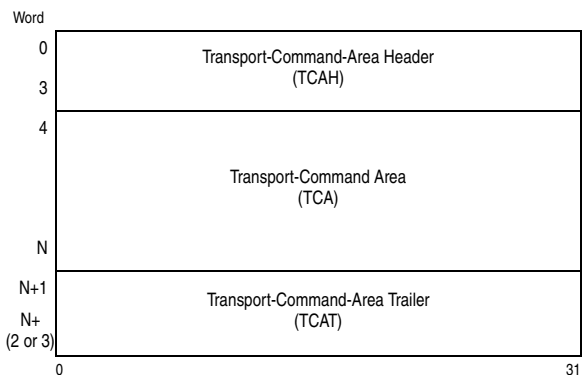 Word
0
Transport-Command-Area Header
(TCAH)
3
4
Transport-Command Area
(TCA)
N
N+1
Transport-Command-Area Trailer
(TCAT)
N+
(2 or 3)
0
31